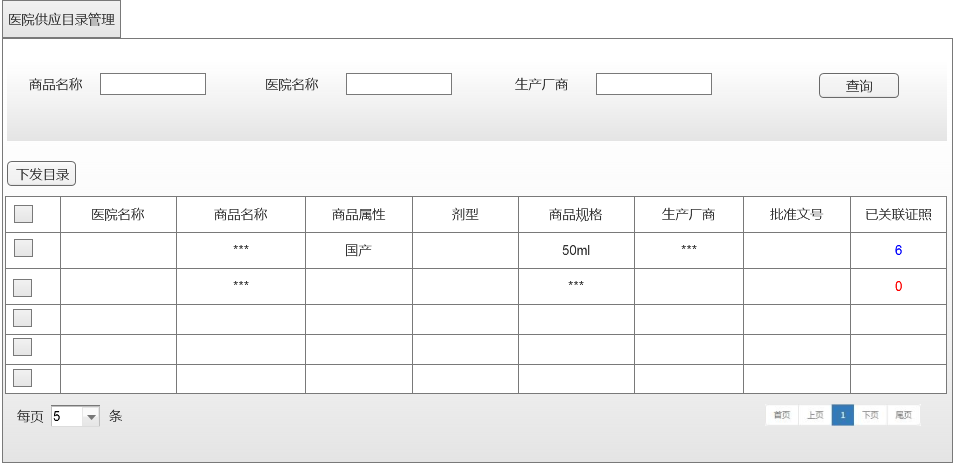 医院供应目录管理
商品名称 医院名称 生产厂商 查询
下发目录
医院名称 商品名称 商品属性 剂型 商品规格 生产厂商 批准文号 已关联证照
*** 国产 50ml *** 6
*** *** 0
每页 5 条 首页 上页 1 下页 尾页